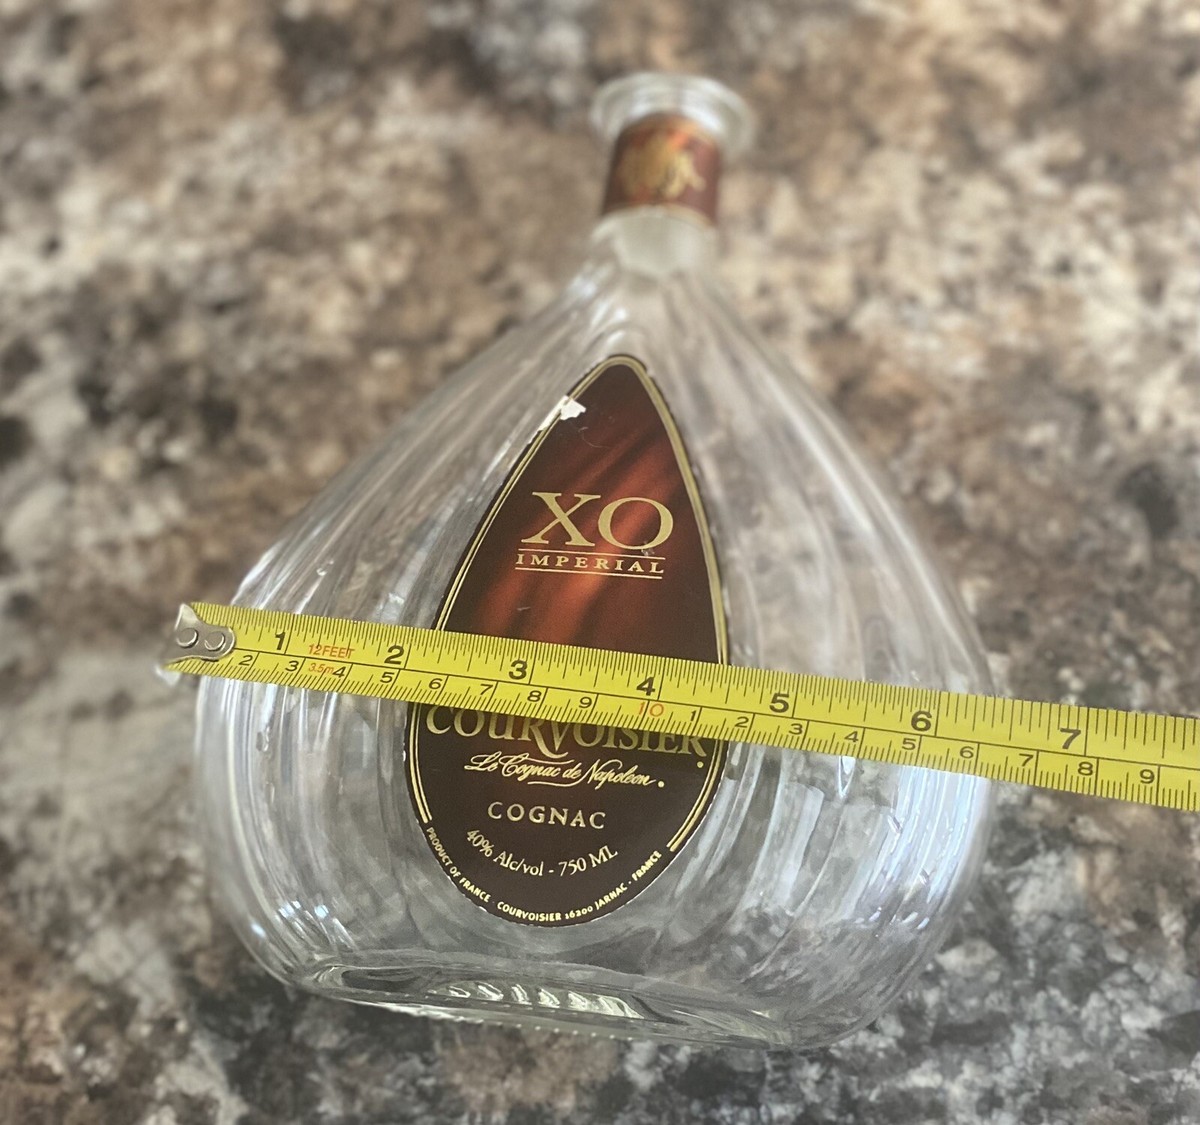 XO
IMPERIAL
1 12FEET 2 3 4 5 6 7
2 3 3.5m 4 5 6 7 8 9 10 1 2 3 4 5 6 7 8 9
COURVOISIER
Le Cognac de Napoleon.
COGNAC
40% Alc/vol - 750 ML
PRODUCT OF FRANCE · COURVOISIER 16200 JARNAC · FRANCE